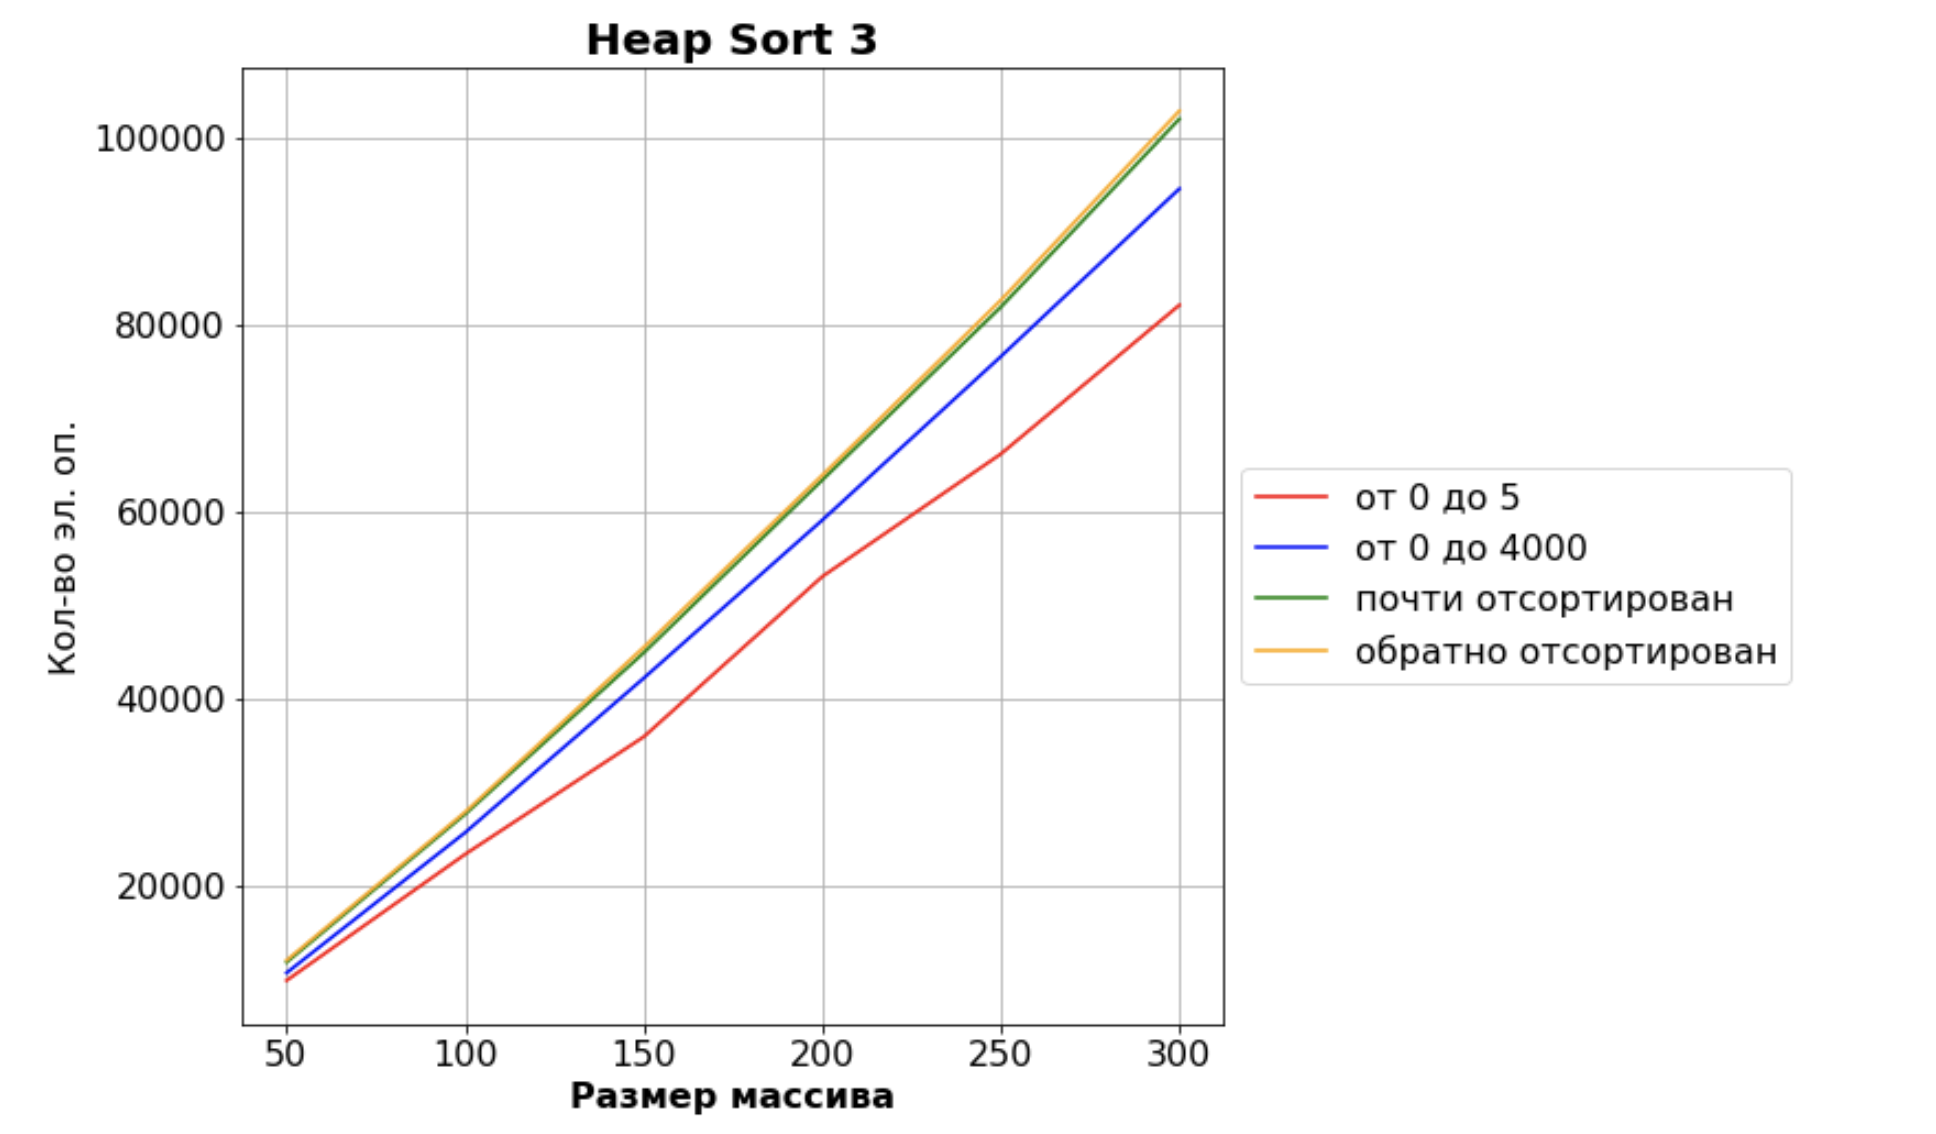 Heap Sort 3
Кол-во эл. оп.
100000
80000
60000
40000
20000
50 100 150 200 250 300
Размер массива
от 0 до 5
от 0 до 4000
почти отсортирован
обратно отсортирован